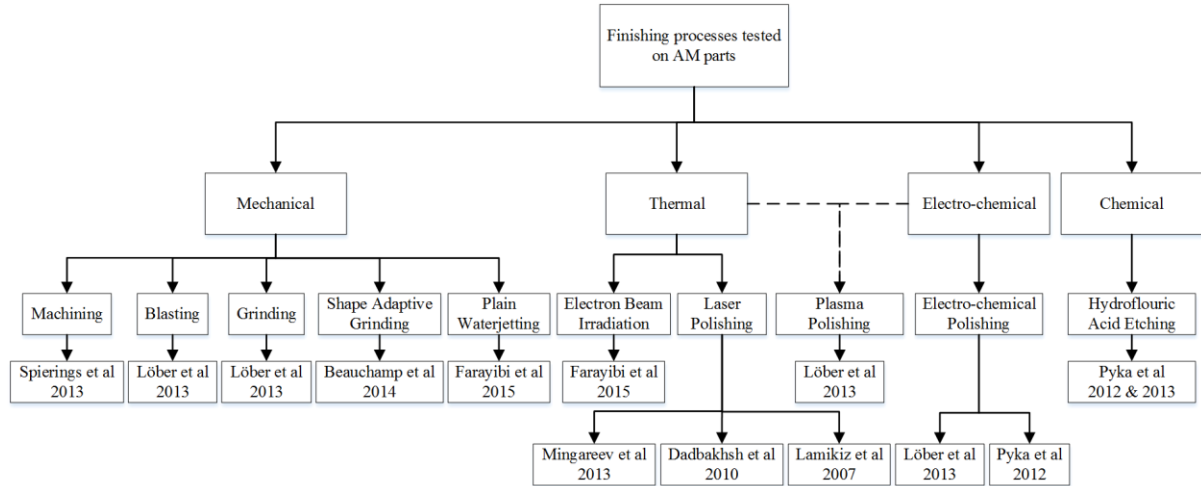 Finishing processes tested
on AM parts
Mechanical
Thermal
Electro-chemical
Chemical
Machining
Blasting
Grinding
Shape Adaptive
Grinding
Plain
Waterjetting
Electron Beam
Irradiation
Laser
Polishing
Plasma
Polishing
Electro-chemical
Polishing
Hydroflouric
Acid Etching
Spierings et al
2013
Löber et al
2013
Löber et al
2013
Beauchamp et al
2014
Farayibi et al
2015
Farayibi et al
2015
Löber et al
2013
Pyka et al
2012 & 2013
Mingareev et al
2013
Dadbakhsh et al
2010
Lamikiz et al
2007
Löber et al
2013
Pyka et al
2012